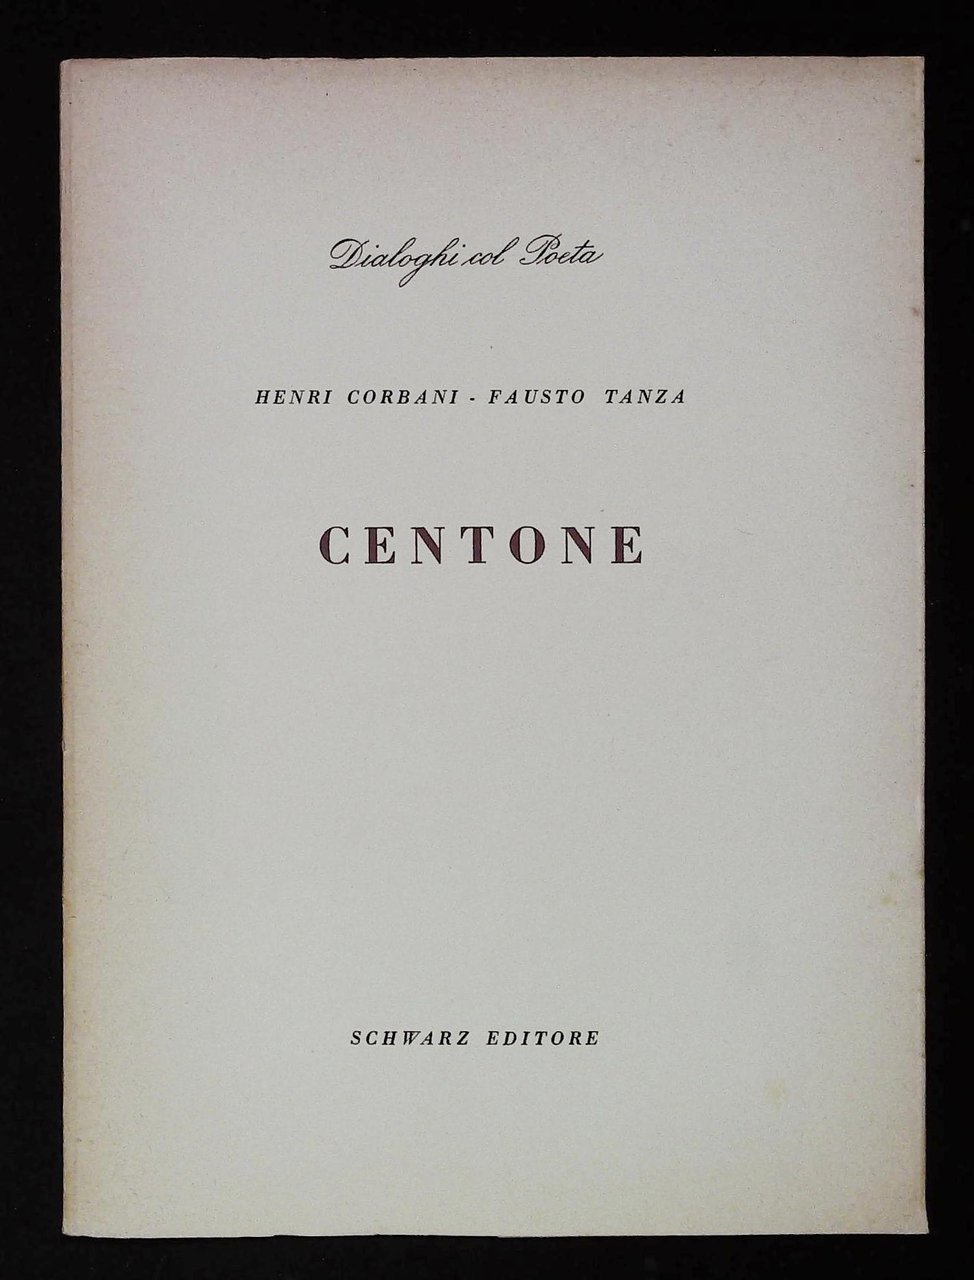 Dialoghi col Poeta
HENRI CORBANI - FAUSTO TANZA
CENTONE
SCHWARZ EDITORE